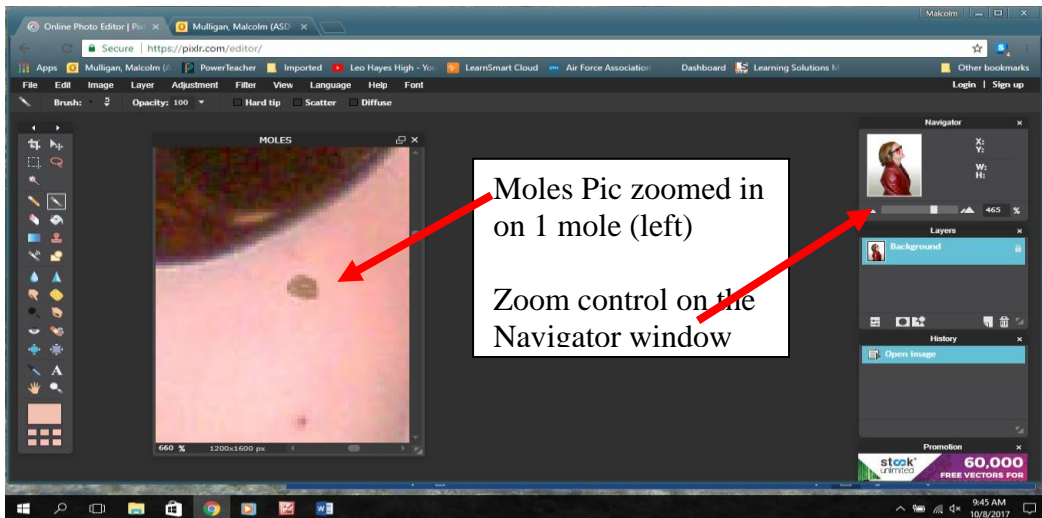 Malcolm
Online Photo Editor | Pix
Mulligan, Malcolm (ASD
Secure | https://pixlr.com/editor/
Apps Mulligan, Malcolm (A PowerTeacher Imported Leo Hayes High - You LearnSmart Cloud Air Force Association Dashboard Learning Solutions M Other bookmarks
File Edit Image Layer Adjustment Filter View Language Help Font Login | Sign up
Brush: Opacity: 100 Hard tip Scatter Diffuse
MOLES
Moles Pic zoomed in
on 1 mole (left)
Zoom control on the
Navigator window
660 % 1200x1600 px
Navigator
X:
Y:
W:
H:
465 %
Layers
Background
History
Open image
Promotion
stock
unlimited
60,000
FREE VECTORS FOR
9:45 AM
10/8/2017